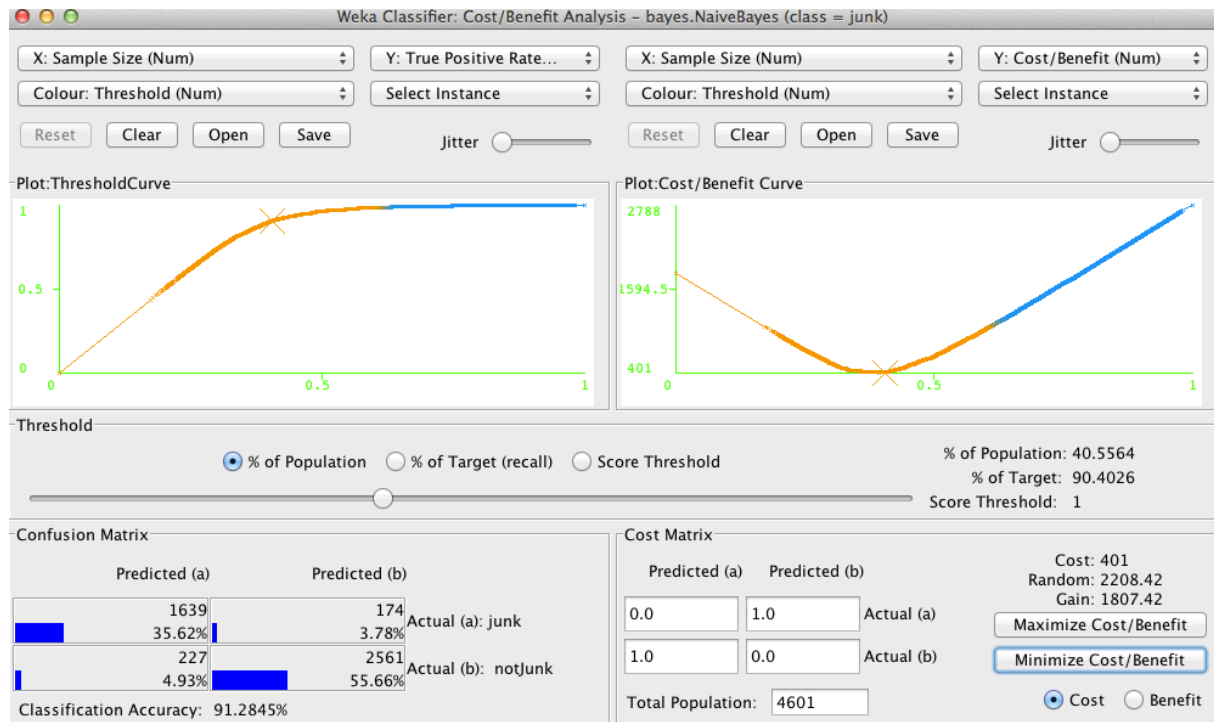 Weka Classifier: Cost/Benefit Analysis – bayes.NaiveBayes (class = junk)
X: Sample Size (Num)
Y: True Positive Rate...
Colour: Threshold (Num)
Select Instance
Reset
Clear
Open
Save
Jitter
X: Sample Size (Num)
Y: Cost/Benefit (Num)
Colour: Threshold (Num)
Select Instance
Reset
Clear
Open
Save
Jitter
Plot:ThresholdCurve
1
0.5
0
0
0.5
1
Plot:Cost/Benefit Curve
2788
1594.5
401
0
0.5
1
Threshold
% of Population
% of Target (recall)
Score Threshold
% of Population: 40.5564
% of Target: 90.4026
Score Threshold: 1
Confusion Matrix
Predicted (a)
Predicted (b)
1639
174
35.62%
3.78%
Actual (a): junk
227
2561
4.93%
55.66%
Actual (b): notJunk
Classification Accuracy: 91.2845%
Cost Matrix
Predicted (a)
Predicted (b)
0.0
1.0
Actual (a)
1.0
0.0
Actual (b)
Total Population: 4601
Cost: 401
Random: 2208.42
Gain: 1807.42
Maximize Cost/Benefit
Minimize Cost/Benefit
Cost
Benefit